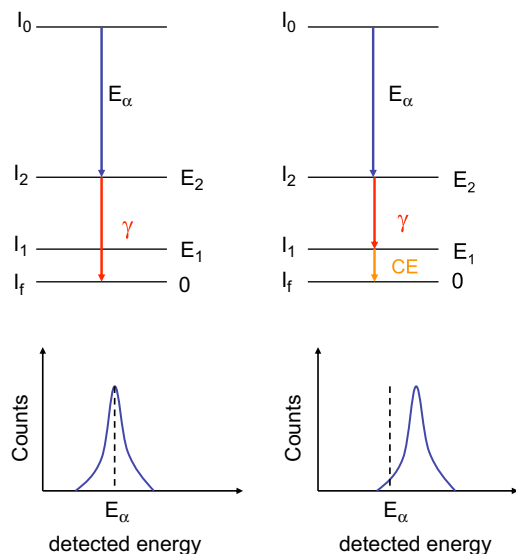 I0
Eα
I2
E2
γ
I1
E1
If
0
Counts
Eα
detected energy
I0
Eα
I2
E2
γ
I1
E1
CE
If
0
Counts
Eα
detected energy